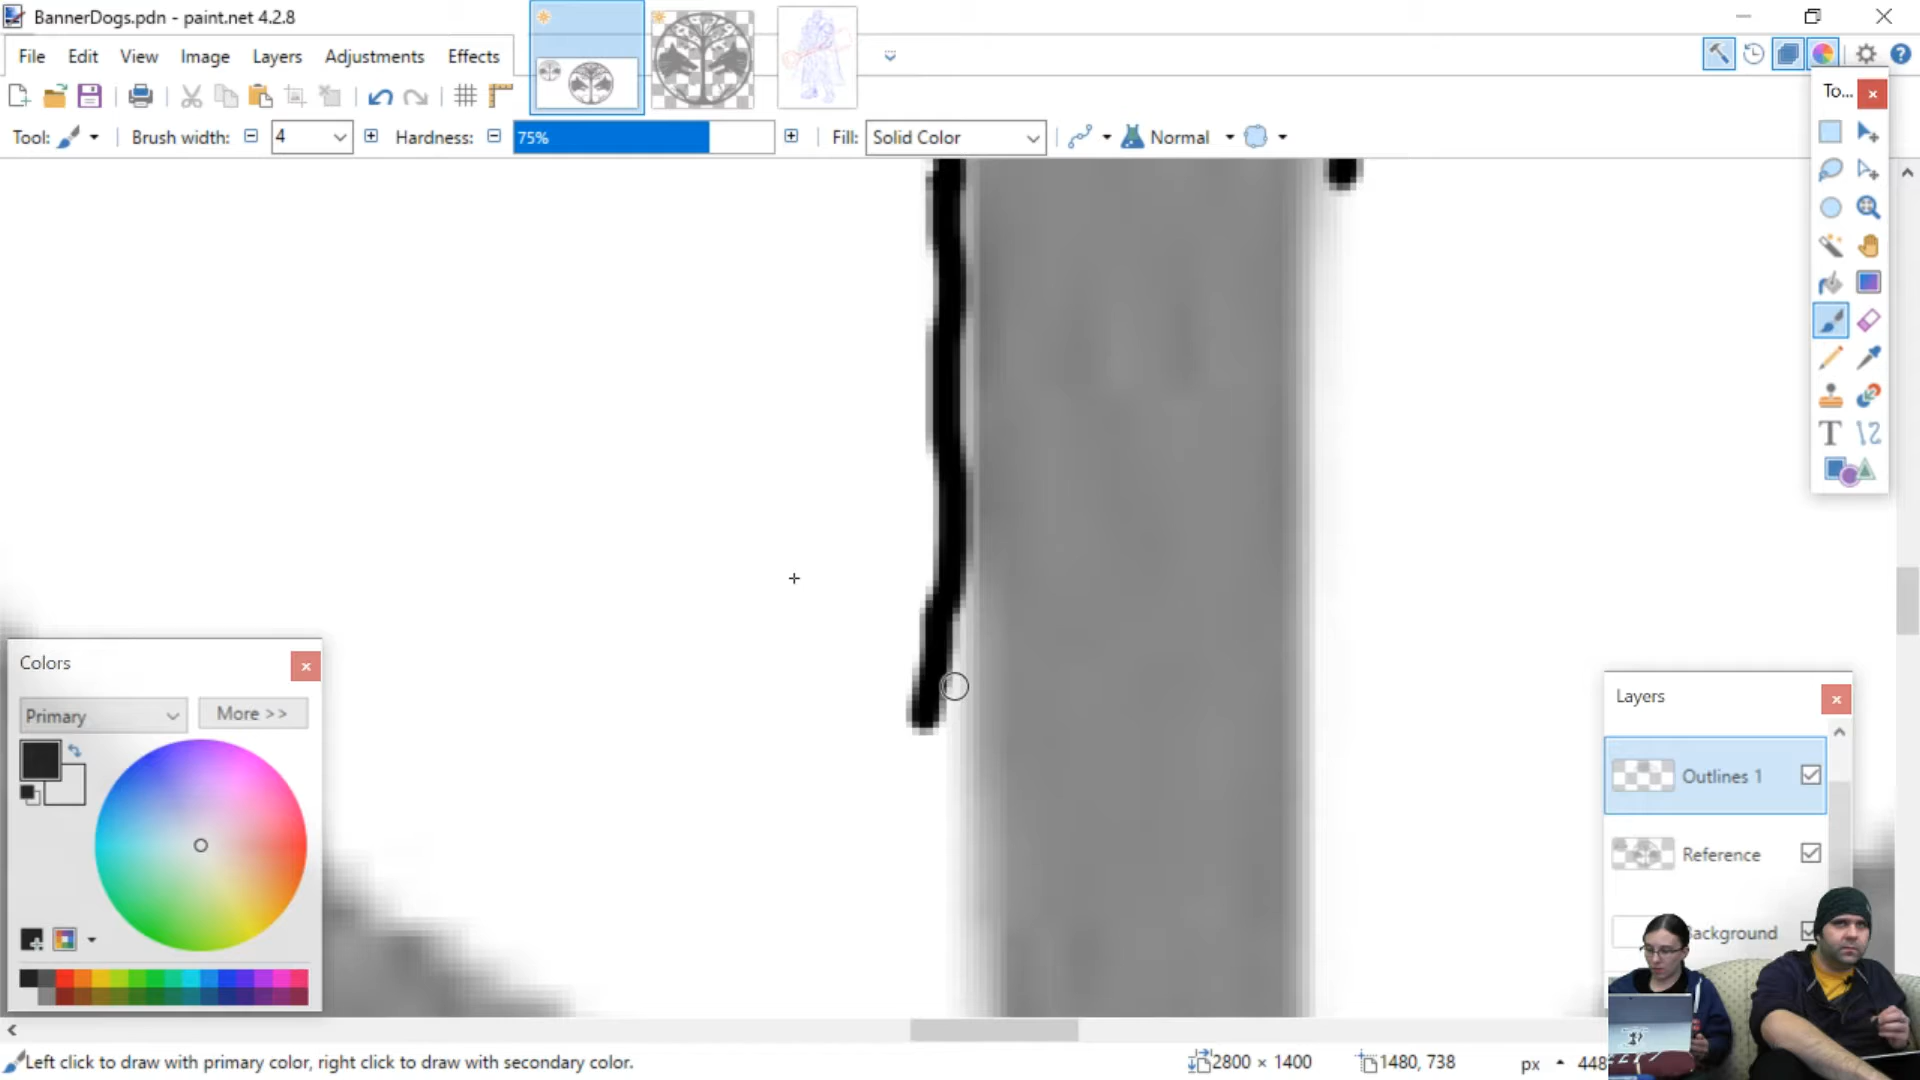 BannerDogs.pdn - paint.net 4.2.8
File Edit View Image Layers Adjustments Effects
Tool: Brush width: 4 Hardness: 75% Fill: Solid Color Normal
To...
T
Colors
Primary More >>
Layers
Outlines 1
Reference
ackground
Left click to draw with primary color, right click to draw with secondary color.
2800 × 1400 1480, 738 px 448